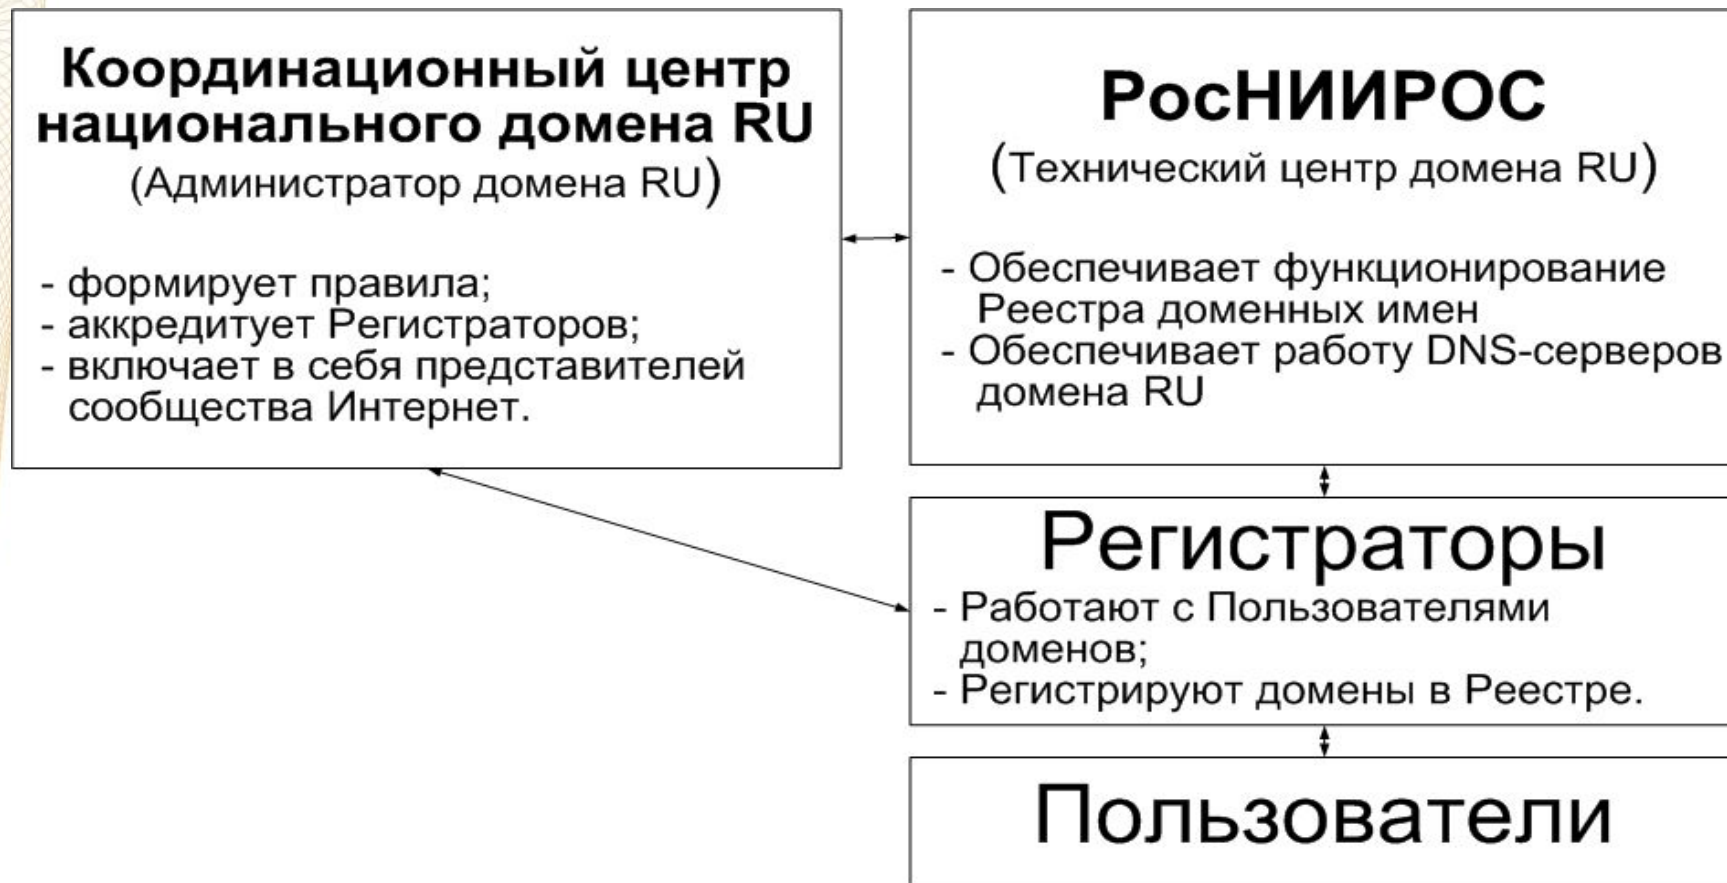 Координационный центр
национального домена RU
(Администратор домена RU)
- формирует правила;
- аккредитует Регистраторов;
- включает в себя представителей
сообщества Интернет.
РосНИИРОС
(Технический центр домена RU)
- Обеспечивает функционирование
Реестра доменных имен
- Обеспечивает работу DNS-серверов
домена RU
Регистраторы
- Работают с Пользователями
доменов;
- Регистрируют домены в Реестре.
Пользователи